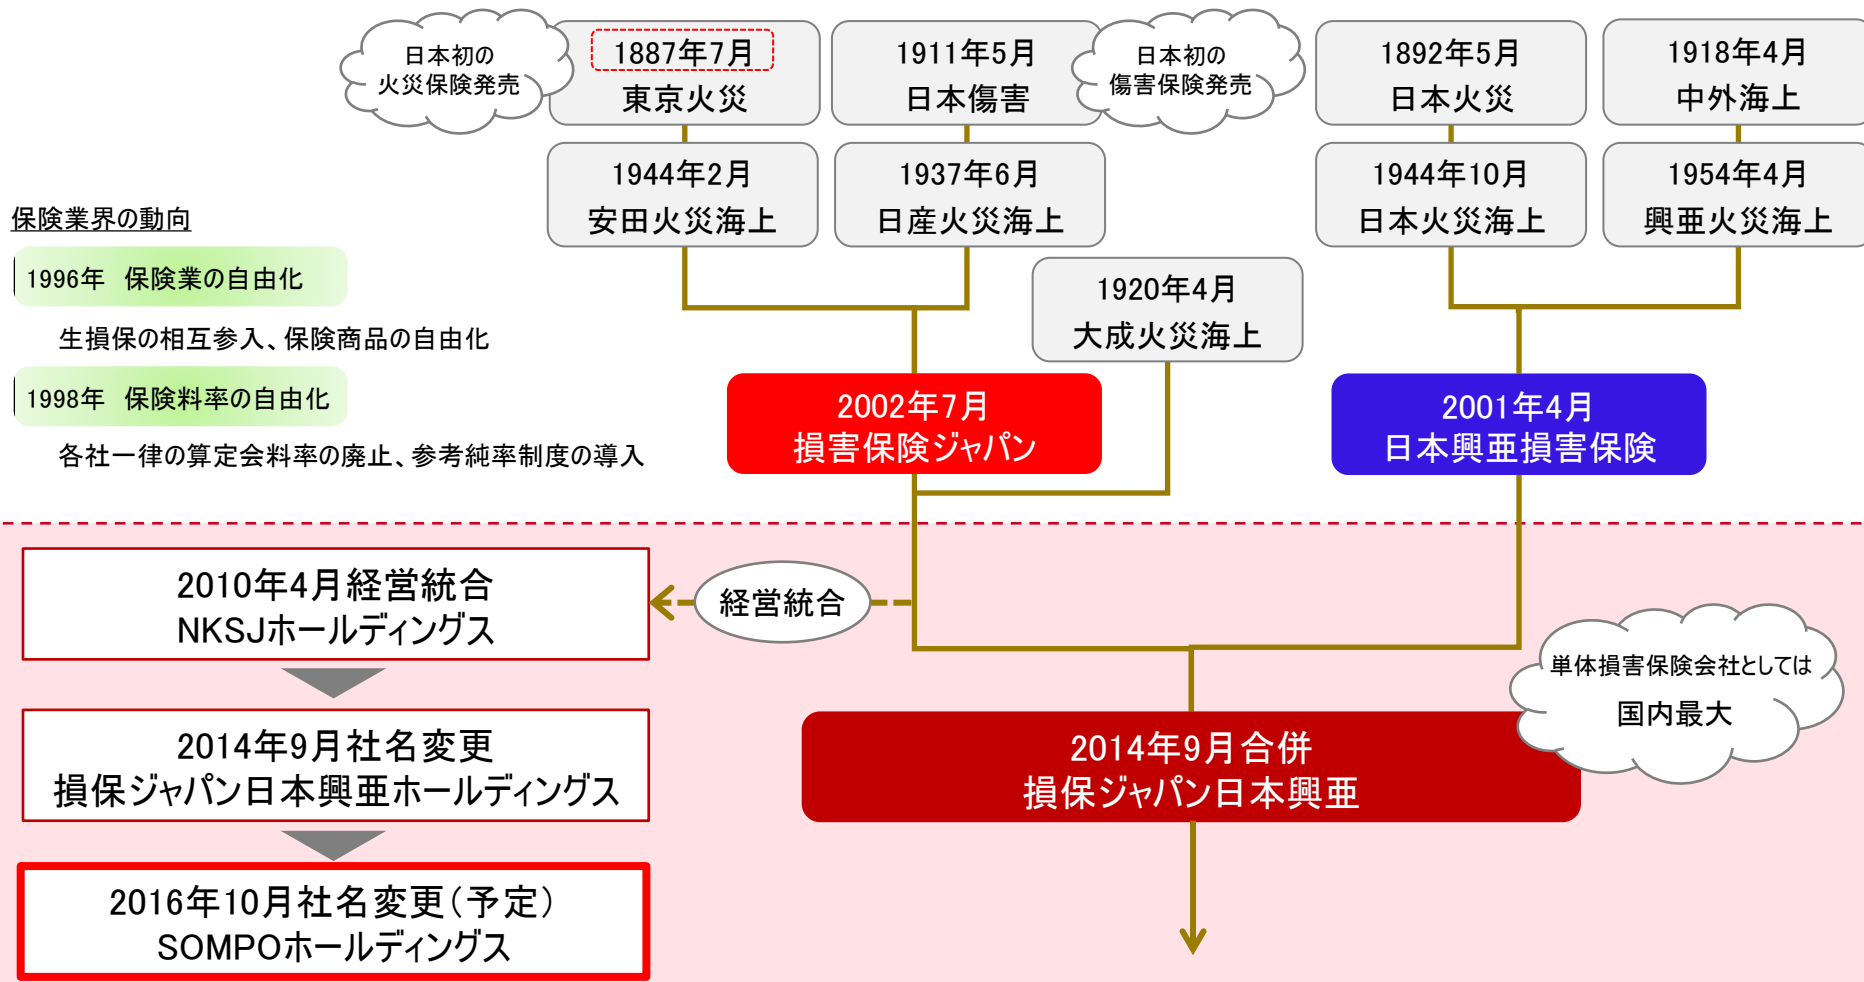 日本初の
火災保険発売
1887年7月
東京火災
1911年5月
日本傷害
日本初の
傷害保険発売
1892年5月
日本火災
1918年4月
中外海上
1944年2月
安田火災海上
1937年6月
日産火災海上
1944年10月
日本火災海上
1954年4月
興亜火災海上
保険業界の動向
1996年 保険業の自由化
生損保の相互参入、保険商品の自由化
1998年 保険料率の自由化
各社一律の算定会料率の廃止、参考純率制度の導入
1920年4月
大成火災海上
2002年7月
損害保険ジャパン
2001年4月
日本興亜損害保険
2010年4月経営統合
NKSJホールディングス
経営統合
2014年9月社名変更
損保ジャパン日本興亜ホールディングス
2014年9月合併
損保ジャパン日本興亜
単体損害保険会社としては
国内最大
2016年10月社名変更(予定)
SOMPOホールディングス